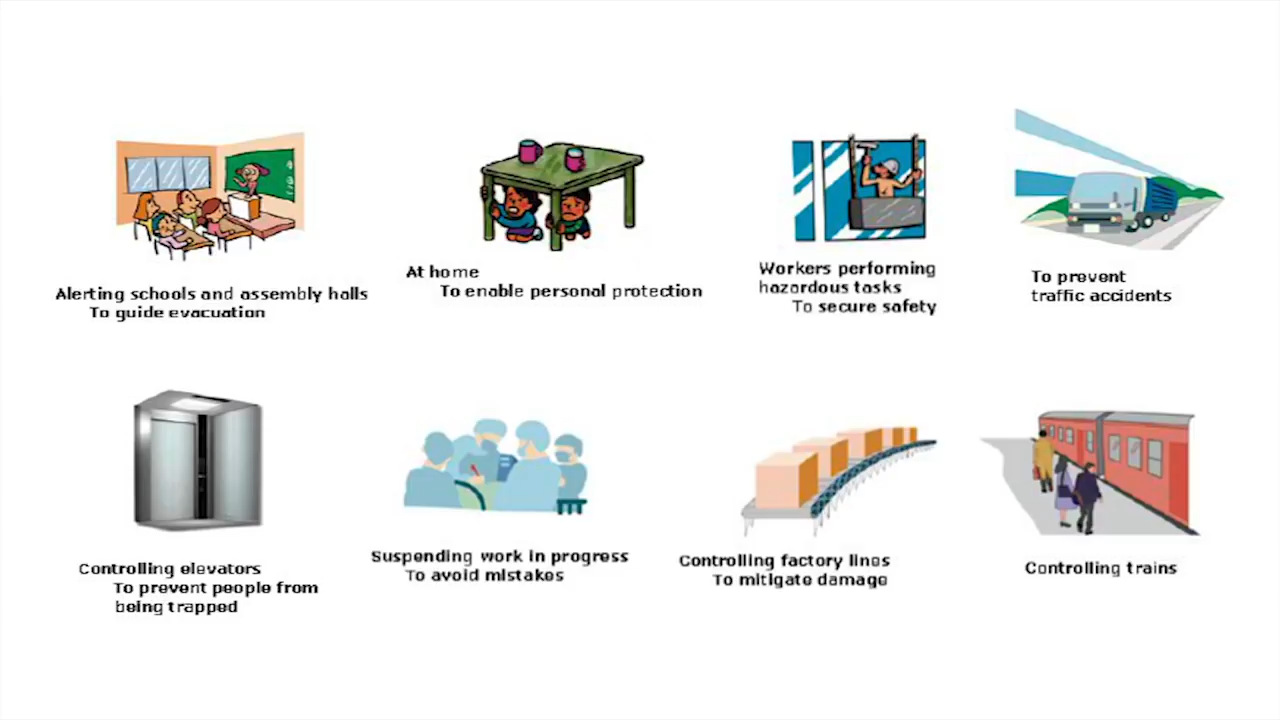 Alerting schools and assembly halls
To guide evacuation
At home
To enable personal protection
Workers performing
hazardous tasks
To secure safety
To prevent
traffic accidents
Controlling elevators
To prevent people from
being trapped
Suspending work in progress
To avoid mistakes
Controlling factory lines
To mitigate damage
Controlling trains